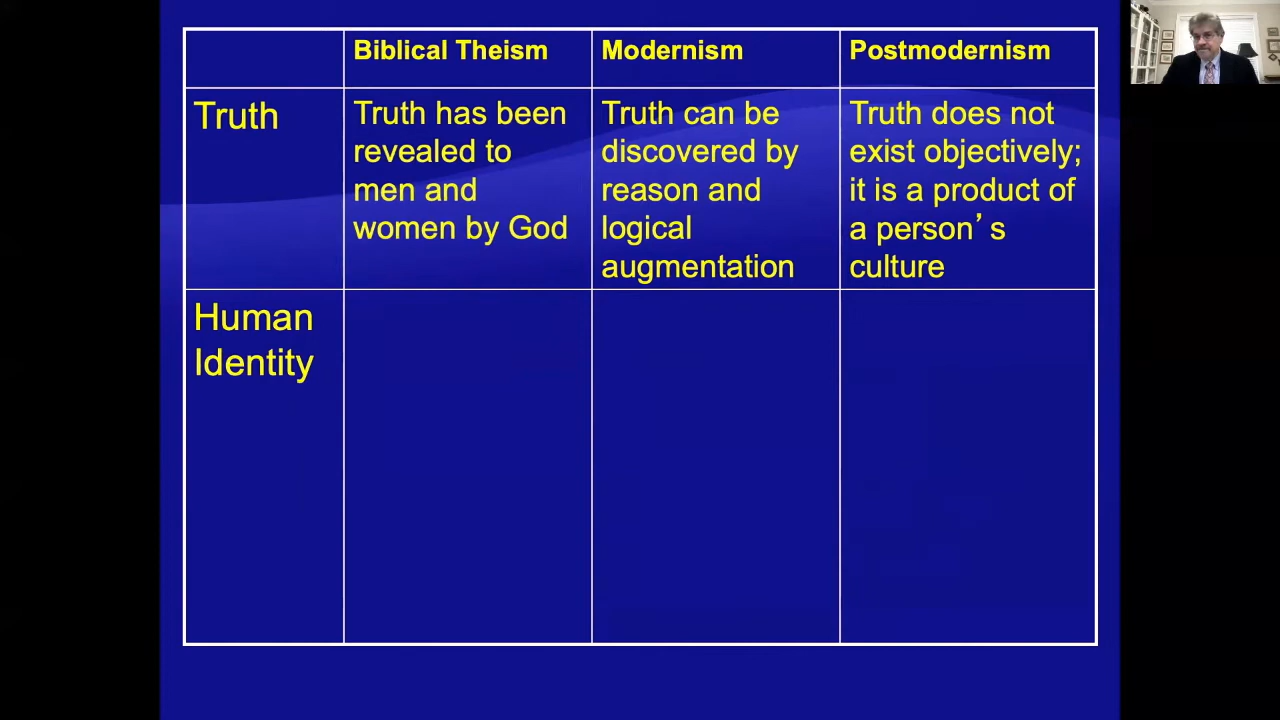 Biblical Theism
Modernism
Postmodernism
Truth
Truth has been
revealed to
men and
women by God
Truth can be
discovered by
reason and
logical
augmentation
Truth does not
exist objectively;
it is a product of
a person’s
culture
Human
Identity